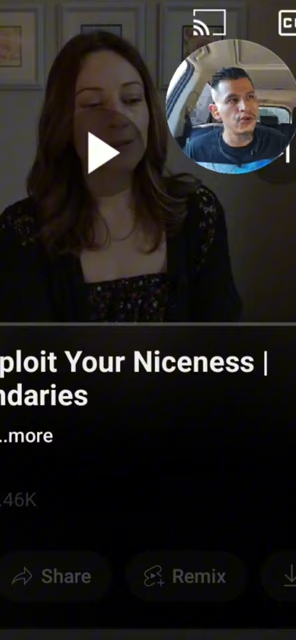 ploit Your Niceness |
ndaries
...more
.46K
Share
Remix